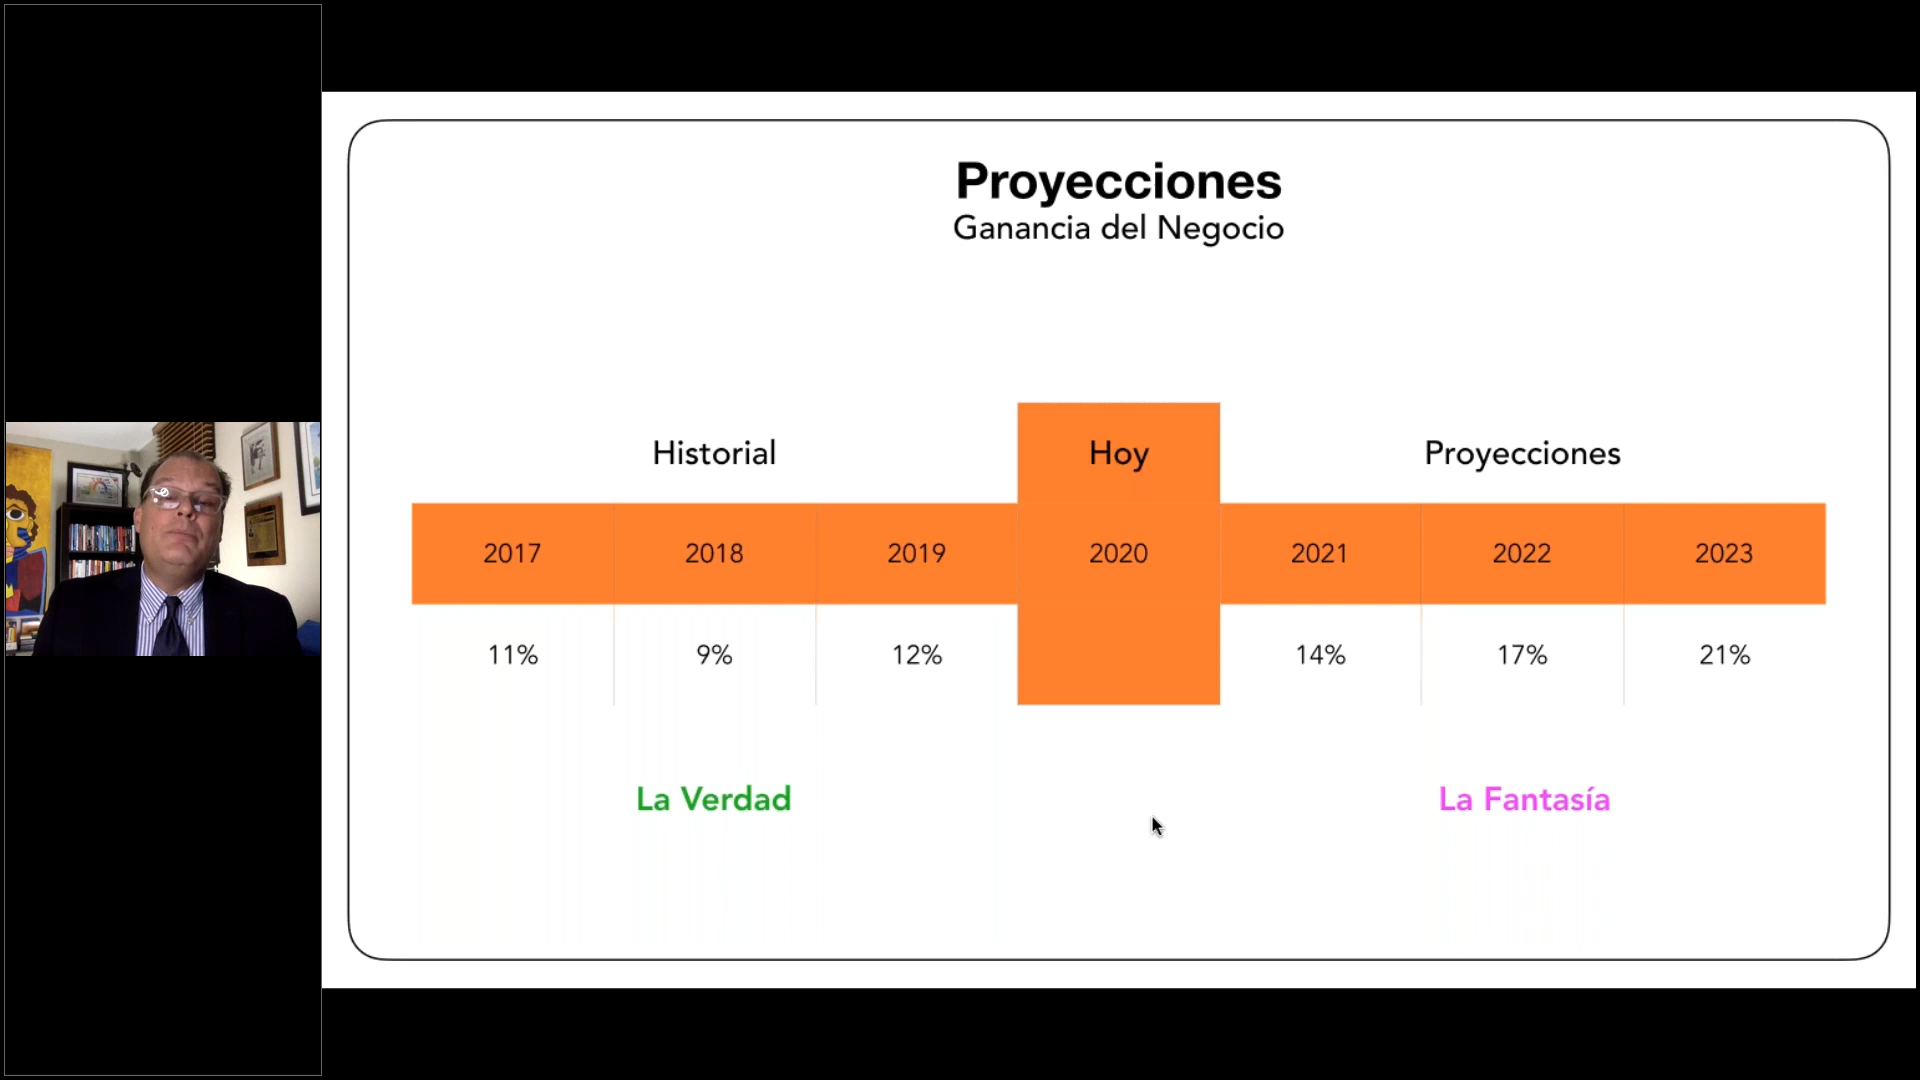 Proyecciones
Ganancia del Negocio
Historial
Hoy
Proyecciones
2017 2018 2019 2020 2021 2022 2023
11% 9% 12% 14% 17% 21%
La Verdad
La Fantasía